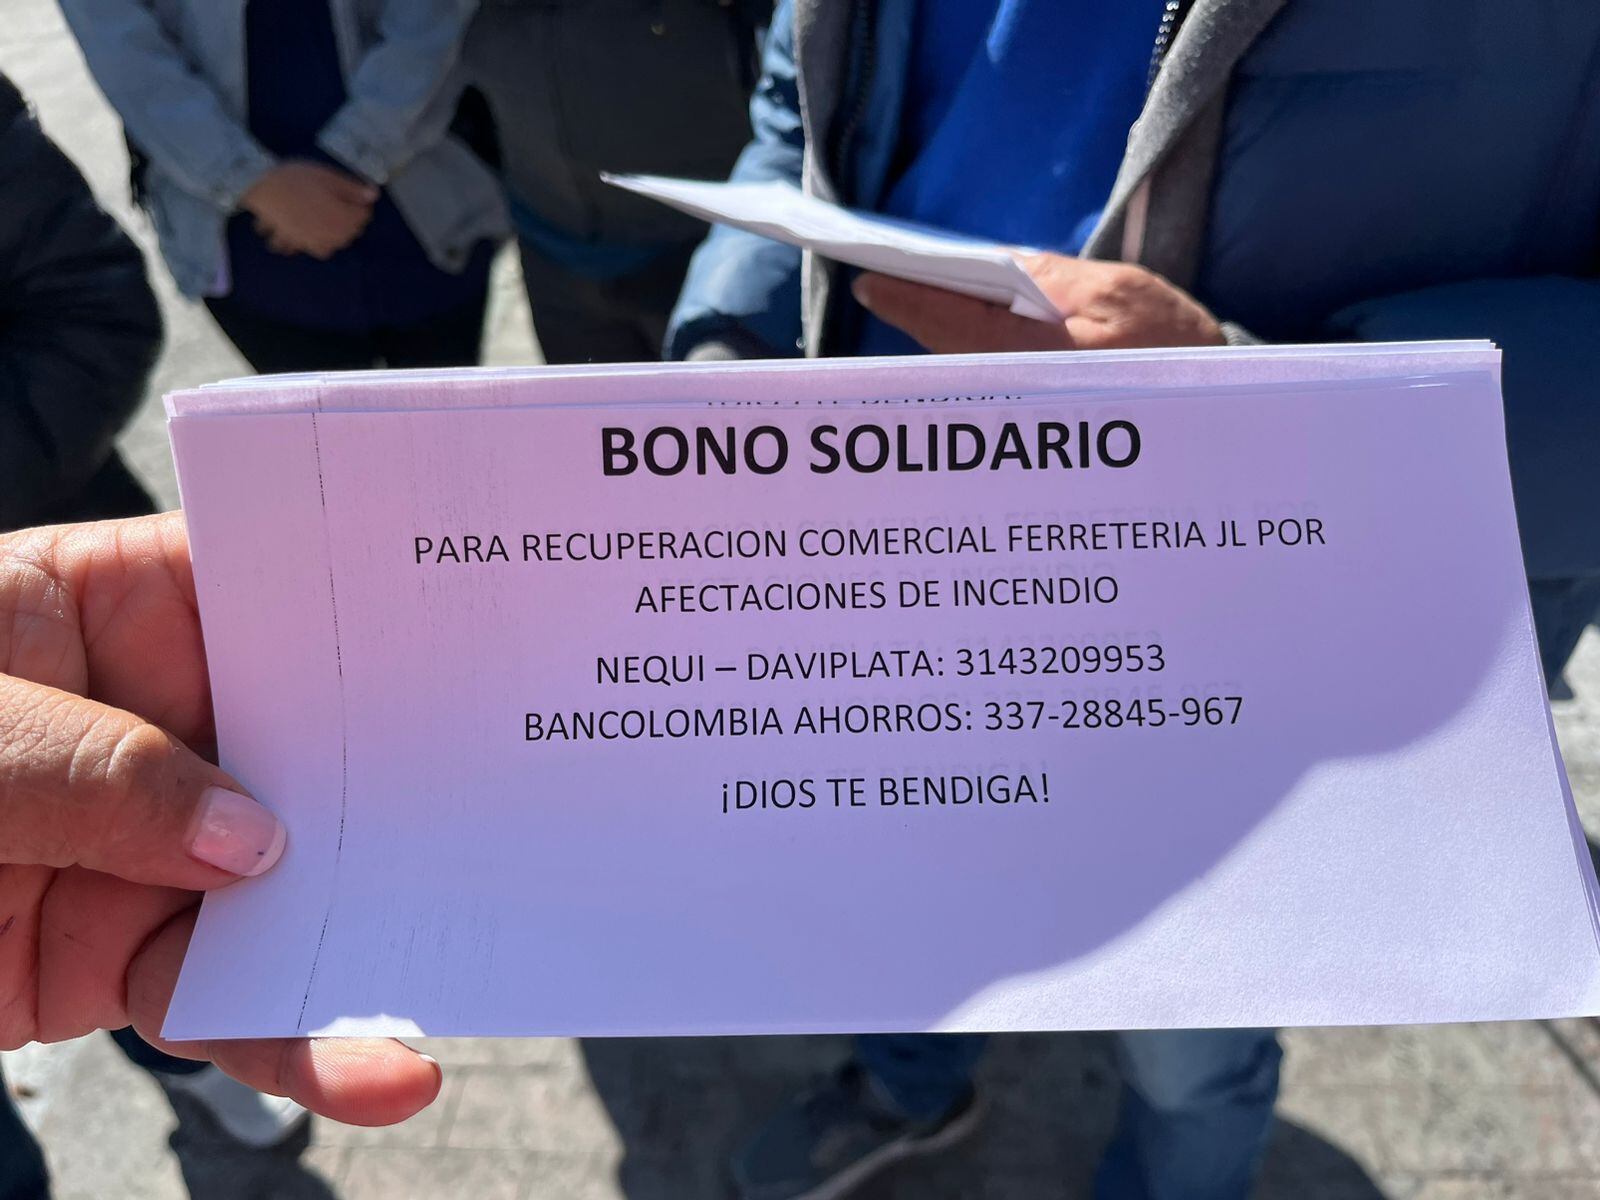 BONO SOLIDARIO
PARA RECUPERACION COMERCIAL FERRETERIA JL POR
AFECTACIONES DE INCENDIO
NEQUI – DAVIPLATA: 3143209953
BANCOLOMBIA AHORROS: 337-28845-967
¡DIOS TE BENDIGA!